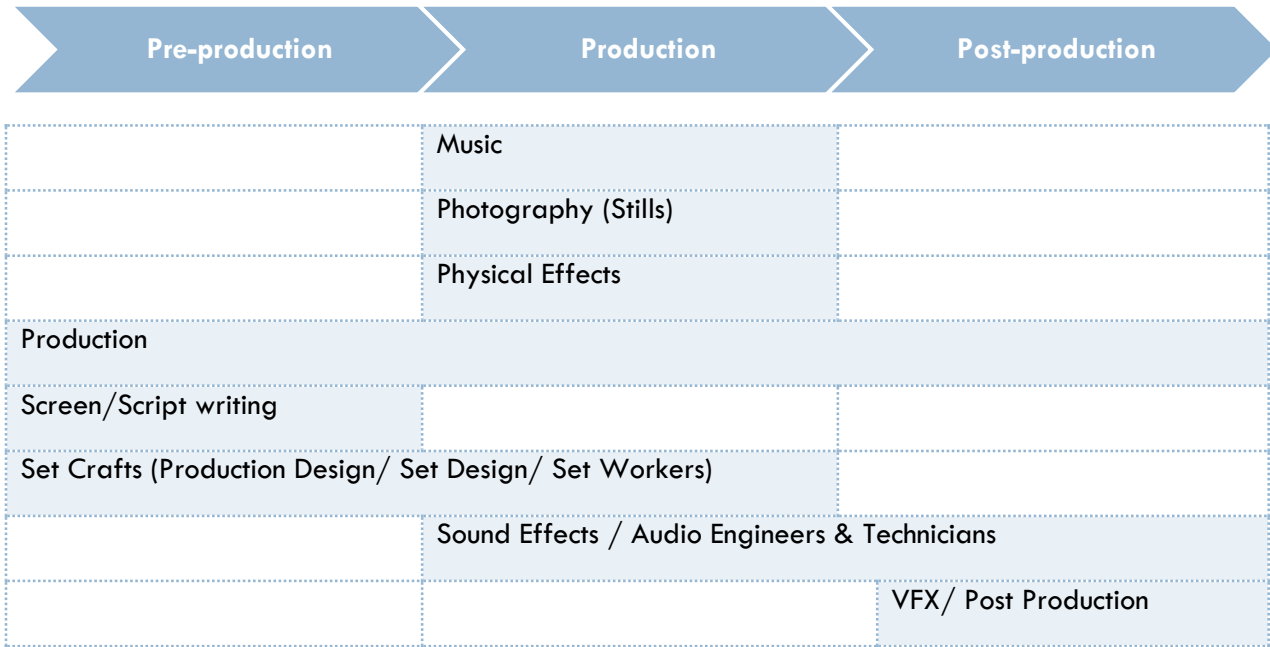 Pre-production
Production
Post-production
Music
Photography (Stills)
Physical Effects
Production
Screen/Script writing
Set Crafts (Production Design/ Set Design/ Set Workers)
Sound Effects / Audio Engineers & Technicians
VFX/ Post Production